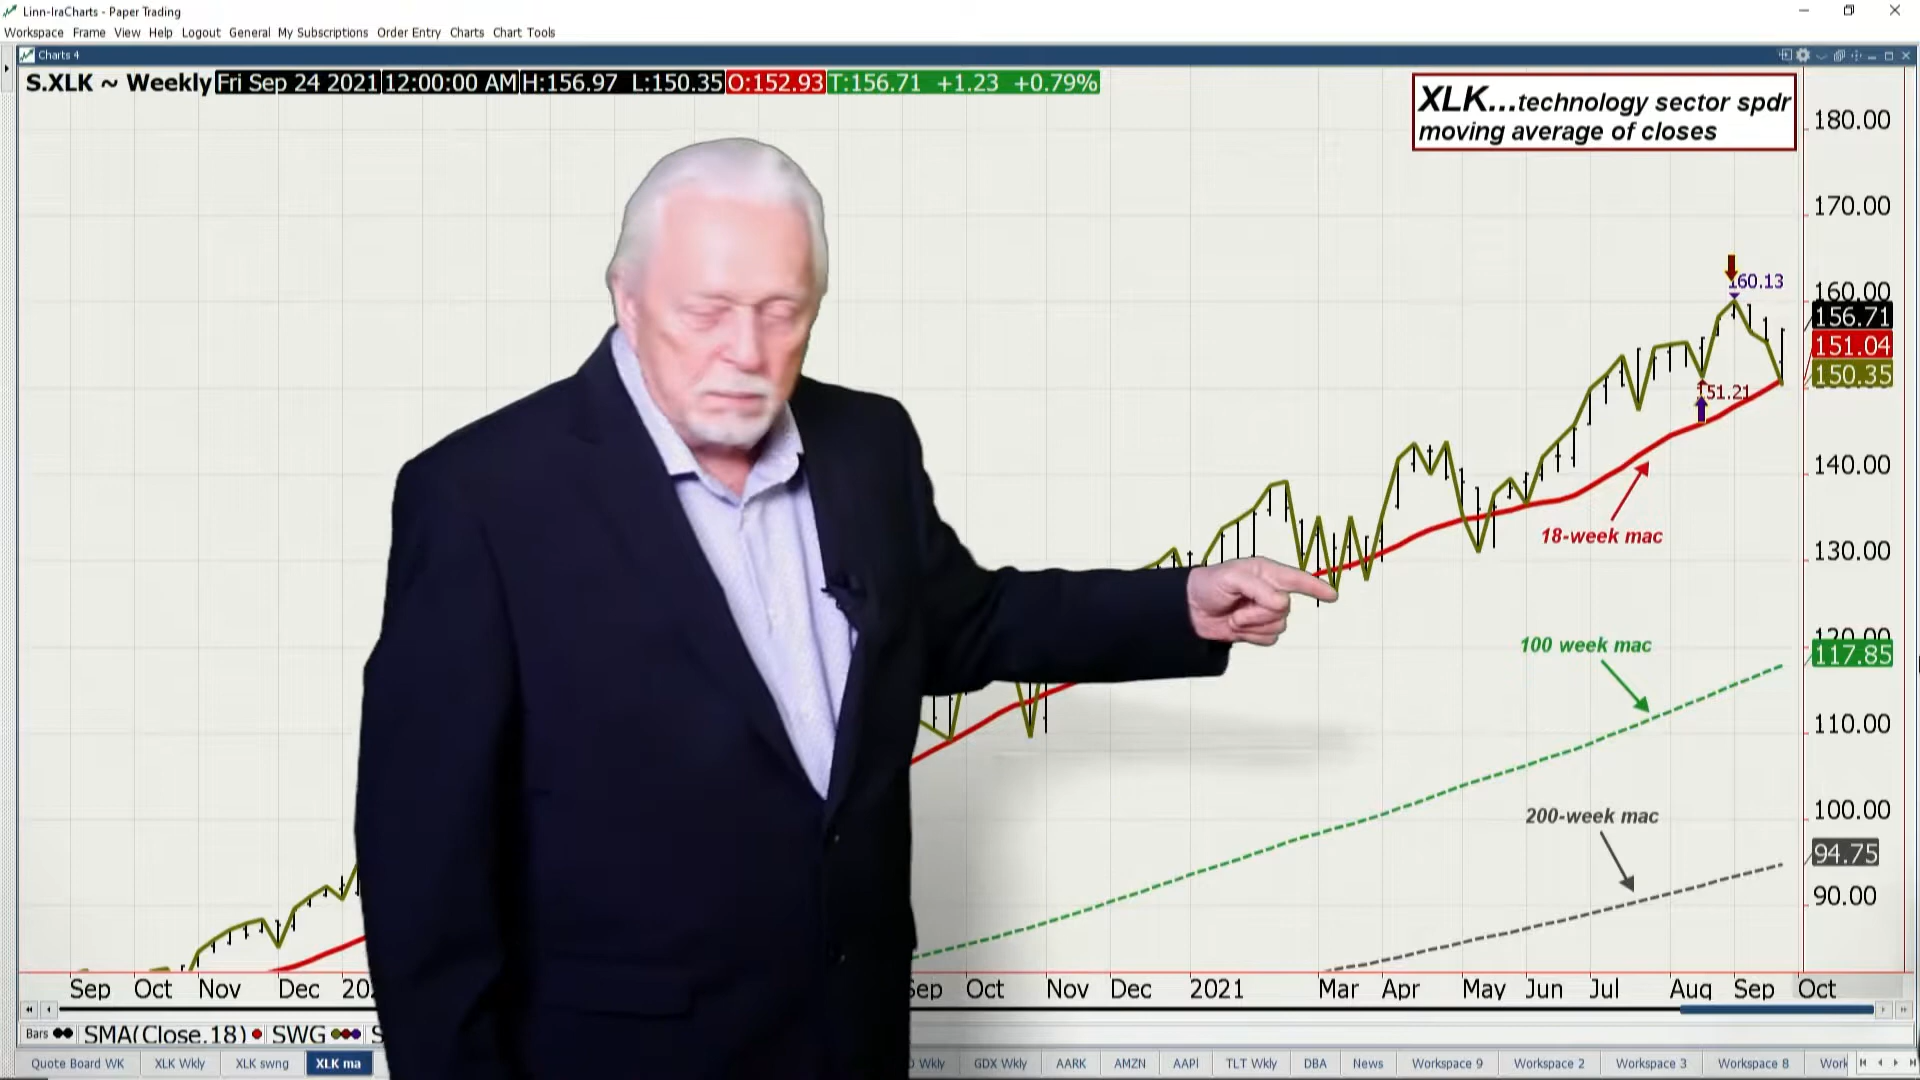 Linn-IraCharts - Paper Trading
Workspace Frame View Help Logout General My Subscriptions Order Entry Charts Chart Tools
Charts 4
S.XLK ~ Weekly Fri Sep 24 2021 12:00:00 AM H:156.97 L:150.35 O:152.93 T:156.71 +1.23 +0.79%
XLK...technology sector spdr
moving average of closes
180.00
170.00
160.13
160.00
156.71
151.04
150.35
151.21
140.00
18-week mac
130.00
120.00
100 week mac
117.85
110.00
100.00
200-week mac
94.75
90.00
Sep Oct Nov Dec Sep Oct Nov Dec 2021 Mar Apr May Jun Jul Aug Sep Oct
Bars SMA(Close,18) SWG
Quote Board WK XLK Wkly XLK swng XLK ma Wkly GDX Wkly AARK AMZN AAPl TLT Wkly DBA News Workspace 9 Workspace 2 Workspace 3 Workspace 8